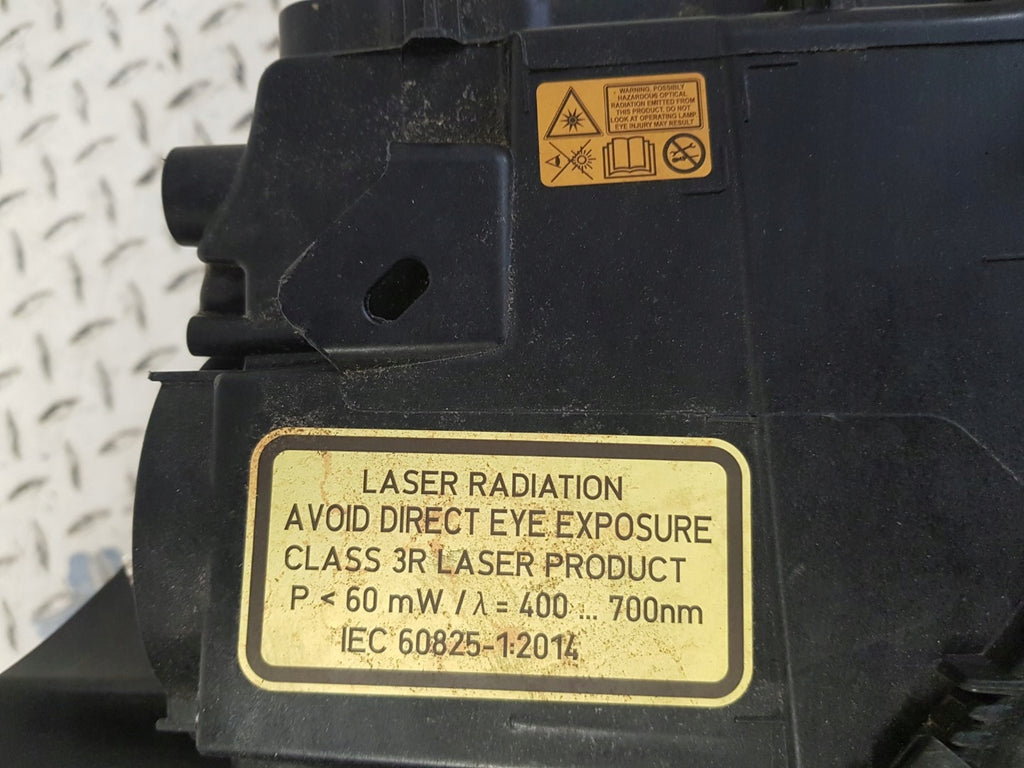 WARNING. POSSIBLY
HAZARDOUS OPTICAL
RADIATION EMITTED FROM
THIS PRODUCT, DO NOT
LOOK AT OPERATING LAMP
EYE INJURY MAY RESULT
LASER RADIATION
AVOID DIRECT EYE EXPOSURE
CLASS 3R LASER PRODUCT
P < 60 mW / λ = 400 ... 700nm
IEC 60825-1:2014